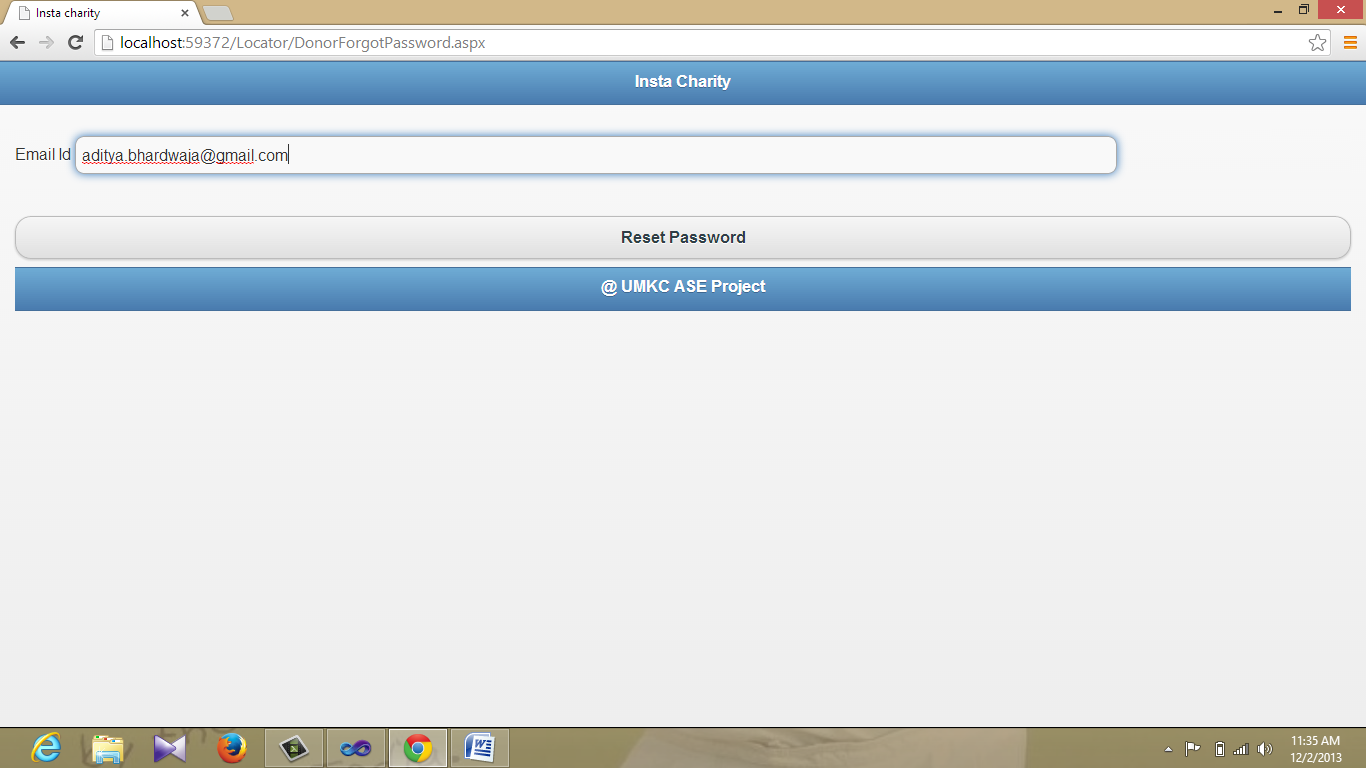 Insta charity
localhost:59372/Locator/DonorForgotPassword.aspx
Insta Charity
Email Id aditya.bhardwaja@gmail.com
Reset Password
@ UMKC ASE Project
11:35 AM
12/2/2013